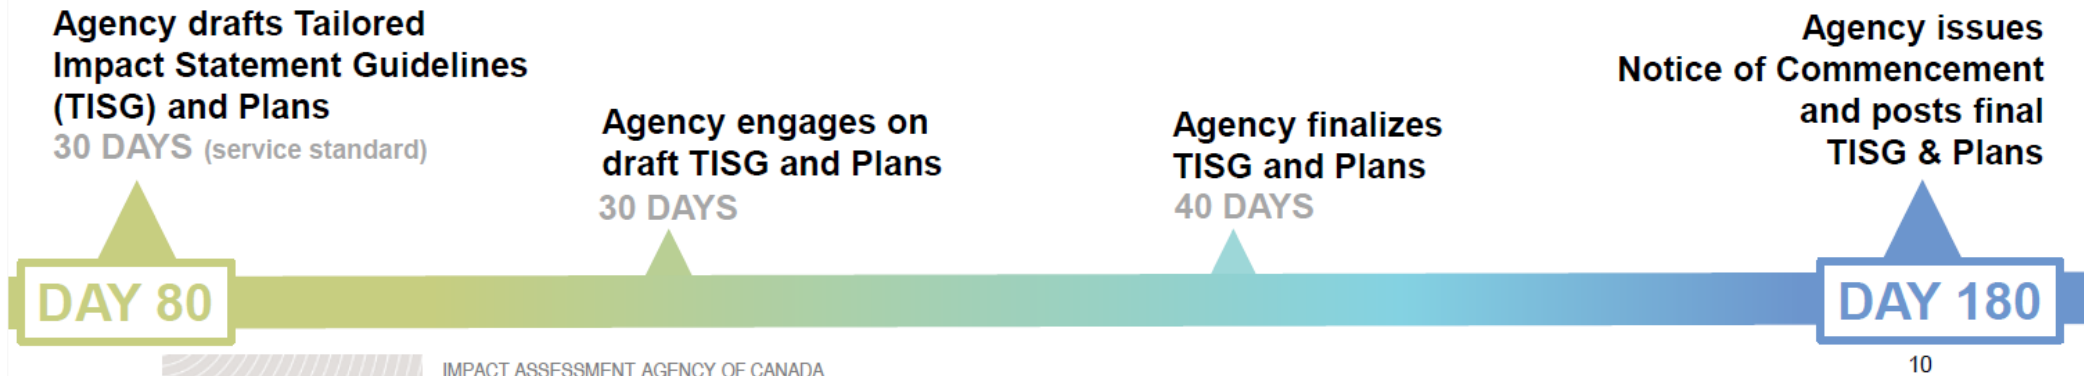 Agency drafts Tailored
Impact Statement Guidelines
(TISG) and Plans
30 DAYS (service standard)
Agency engages on
draft TISG and Plans
30 DAYS
Agency finalizes
TISG and Plans
40 DAYS
Agency issues
Notice of Commencement
and posts final
TISG & Plans
DAY 80
DAY 180
IMPACT ASSESSMENT AGENCY OF CANADA
10